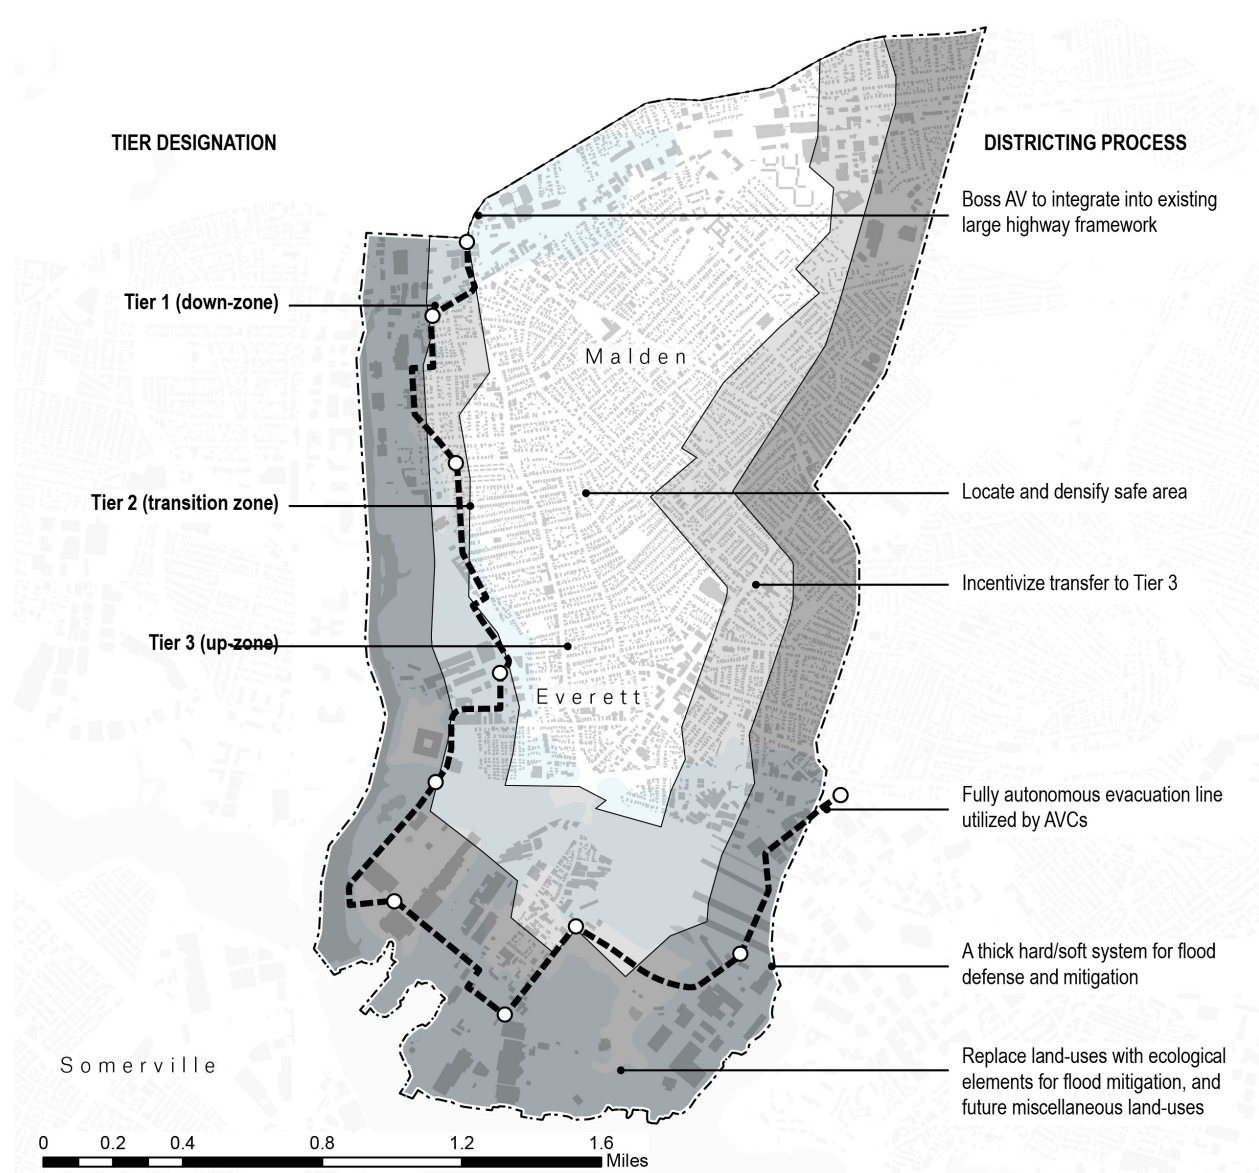 TIER DESIGNATION
DISTRICTING PROCESS
Boss AV to integrate into existing
large highway framework
Tier 1 (down-zone)
Malden
Tier 2 (transition zone)
Locate and densify safe area
Incentivize transfer to Tier 3
Tier 3 (up-zone)
Everett
Fully autonomous evacuation line
utilized by AVCs
A thick hard/soft system for flood
defense and mitigation
Somerville
Replace land-uses with ecological
elements for flood mitigation, and
future miscellaneous land-uses
0 0.2 0.4 0.8 1.2 1.6
Miles